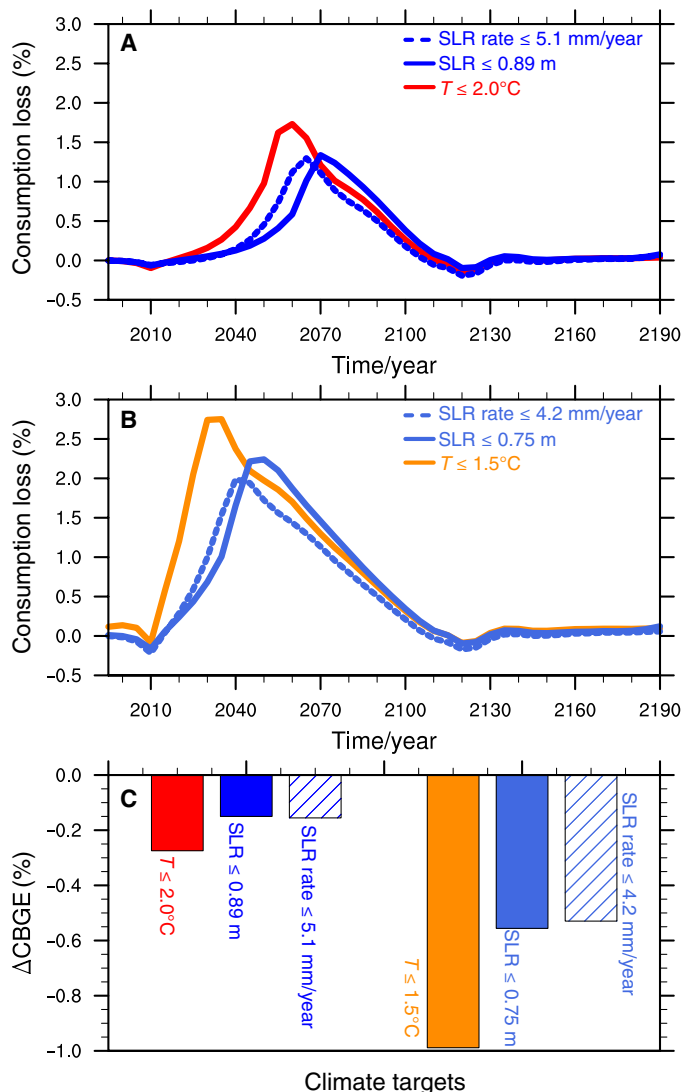 A
SLR rate ≤ 5.1 mm/year
SLR ≤ 0.89 m
T ≤ 2.0°C
Consumption loss (%)
3.0
2.5
2.0
1.5
1.0
0.5
0.0
−0.5
2010 2040 2070 2100 2130 2160 2190
Time/year
B
SLR rate ≤ 4.2 mm/year
SLR ≤ 0.75 m
T ≤ 1.5°C
Consumption loss (%)
3.0
2.5
2.0
1.5
1.0
0.5
0.0
−0.5
2010 2040 2070 2100 2130 2160 2190
Time/year
C
ΔCBGE (%)
0.0
−0.2
−0.4
−0.6
−0.8
−1.0
T ≤ 2.0°C
SLR ≤ 0.89 m
SLR rate ≤ 5.1 mm/year
T ≤ 1.5°C
SLR ≤ 0.75 m
SLR rate ≤ 4.2 mm/year
Climate targets